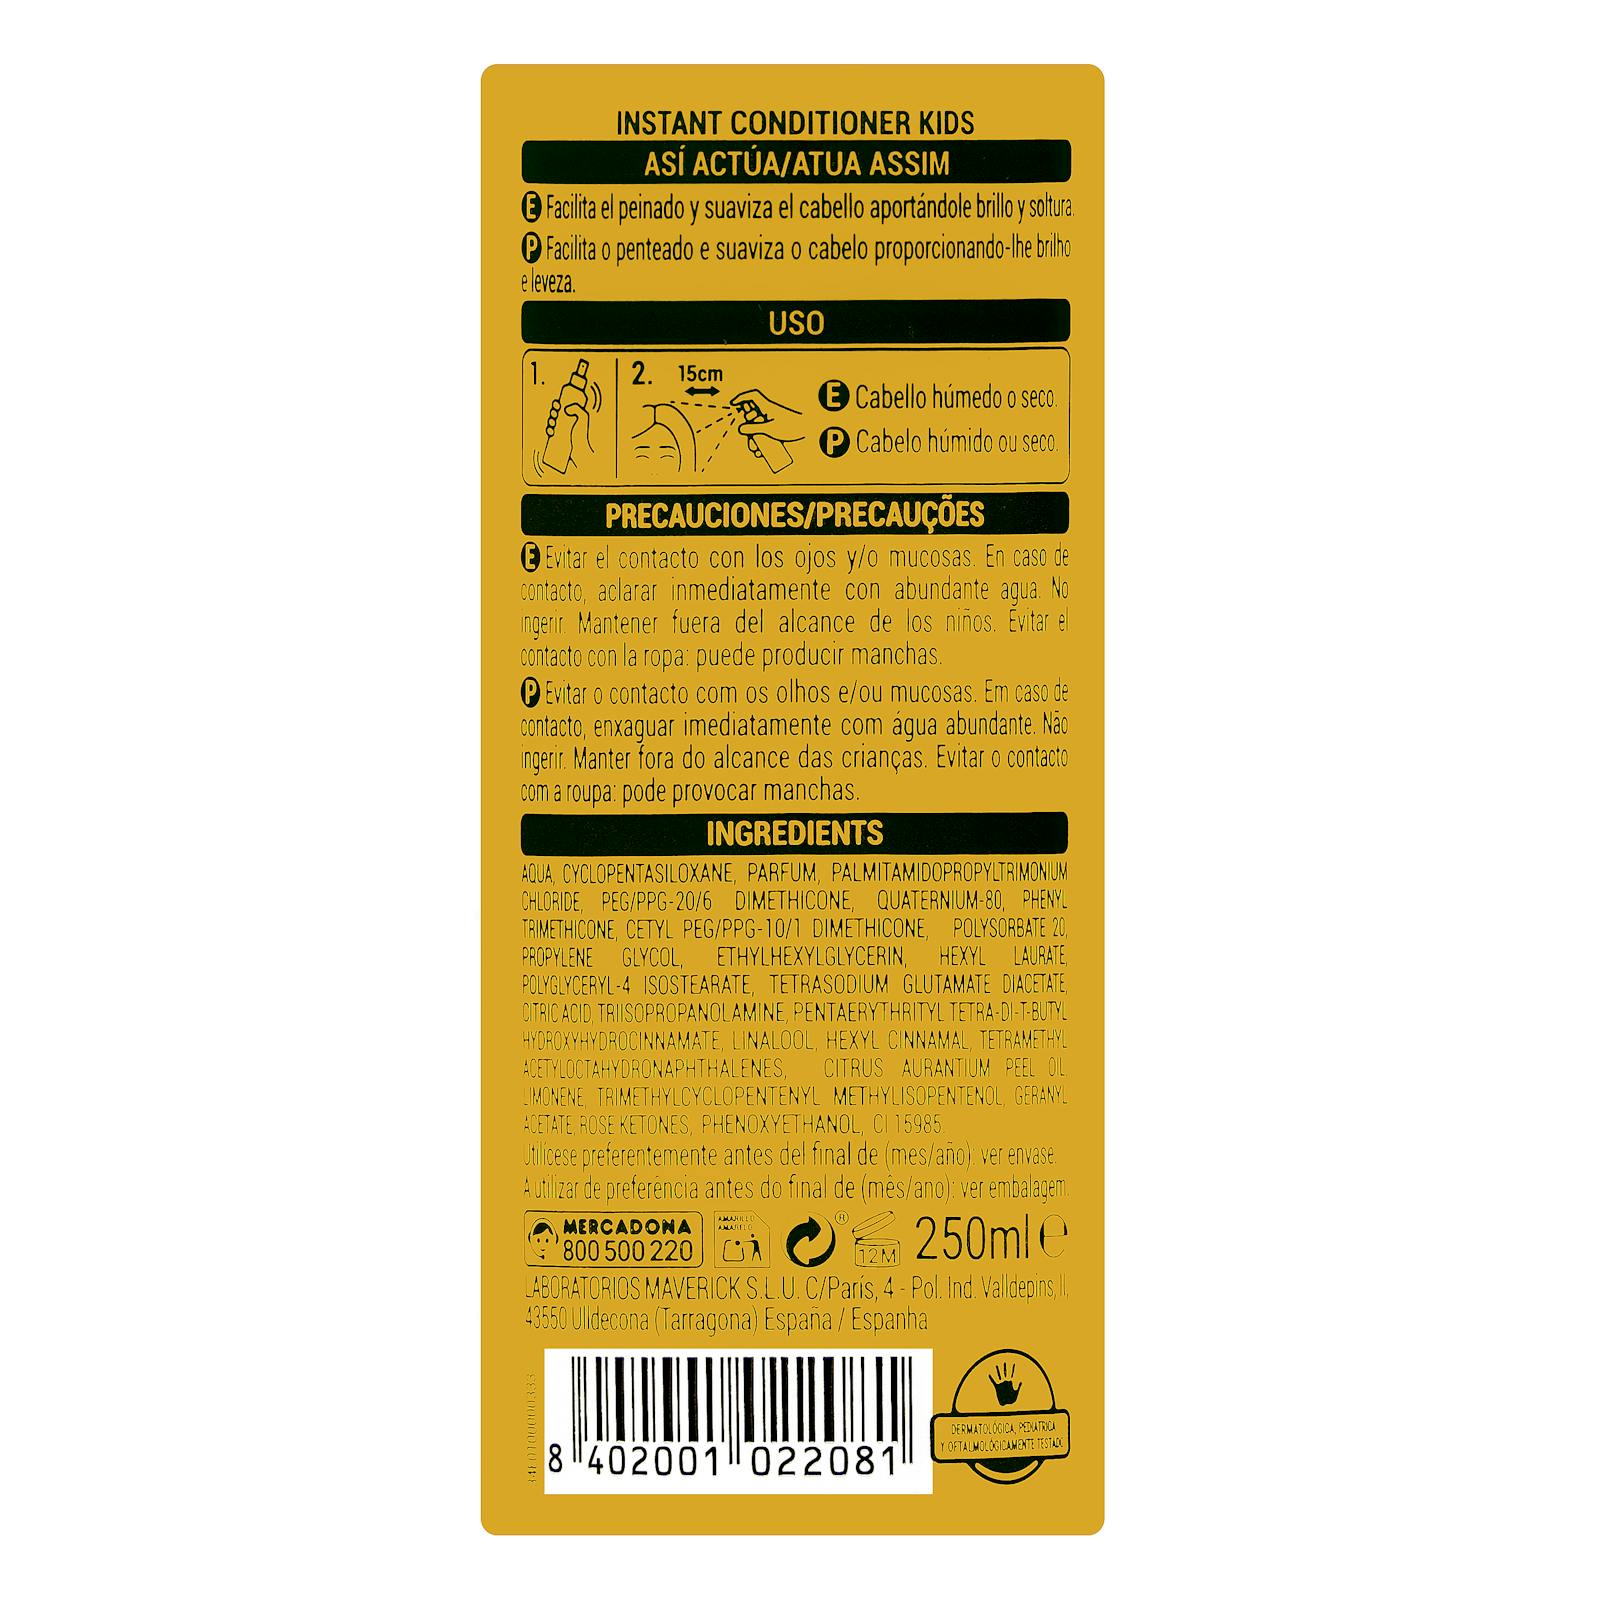 INSTANT CONDITIONER KIDS
ASÍ ACTÚA/ATUA ASSIM
E Facilita el peinado y suaviza el cabello aportándole brillo y soltura.
P Facilita o penteado e suaviza o cabelo proporcionando-lhe brilho
e leveza.
USO
1. 2. 15cm
E Cabello húmedo o seco.
P Cabelo húmido ou seco.
PRECAUCIONES/PRECAUÇÕES
E Evitar el contacto con los ojos y/o mucosas. En caso de
contacto, aclarar inmediatamente con abundante agua. No
ingerir. Mantener fuera del alcance de los niños. Evitar el
contacto con la ropa: puede producir manchas.
P Evitar o contacto com os olhos e/ou mucosas. Em caso de
contacto, enxaguar imediatamente com água abundante. Não
ingerir. Manter fora do alcance das crianças. Evitar o contacto
com a roupa: pode provocar manchas.
INGREDIENTS
AQUA, CYCLOPENTASILOXANE, PARFUM, PALMITAMIDOPROPYLTRIMONIUM
CHLORIDE, PEG/PPG-20/6 DIMETHICONE, QUATERNIUM-80, PHENYL
TRIMETHICONE, CETYL PEG/PPG-10/1 DIMETHICONE, POLYSORBATE 20,
PROPYLENE GLYCOL, ETHYLHEXYLGLYCERIN, HEXYL LAURATE,
POLYGLYCERYL-4 ISOSTEARATE, TETRASODIUM GLUTAMATE DIACETATE,
CITRIC ACID, TRIISOPROPANOLAMINE, PENTAERYTHRITYL TETRA-DI-T-BUTYL
HYDROXYHYDROCINNAMATE, LINALOOL, HEXYL CINNAMAL, TETRAMETHYL
ACETYLOCTAHYDRONAPHTHALENES, CITRUS AURANTIUM PEEL OIL,
LIMONENE, TRIMETHYLCYCLOPENTENYL METHYLISOPENTENOL, GERANYL
ACETATE, ROSE KETONES, PHENOXYETHANOL, CI 15985.
Utilícese preferentemente antes del final de (mes/año): ver envase.
A utilizar de preferência antes do final de (mês/ano): ver embalagem.
MERCADONA
800 500 220
AMARILLO
AMARELO
®
12M
250ml e
LABORATORIOS MAVERICK S.L.U. C/París, 4 - Pol. Ind. Valldepins, II,
43550 Ulldecona (Tarragona) España / Espanha
8 402001 022081
DERMATOLÓGICA, PEDIÁTRICA
Y OFTALMOLÓGICAMENTE TESTADO